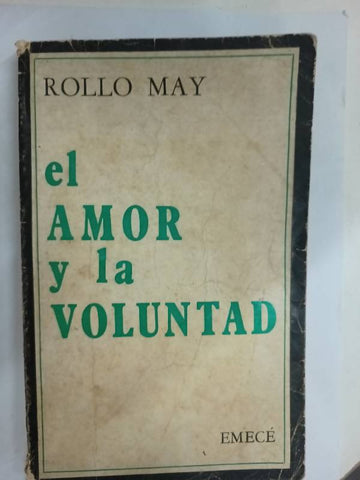 ROLLO MAY
el
AMOR
y la
VOLUNTAD
EMECÉ